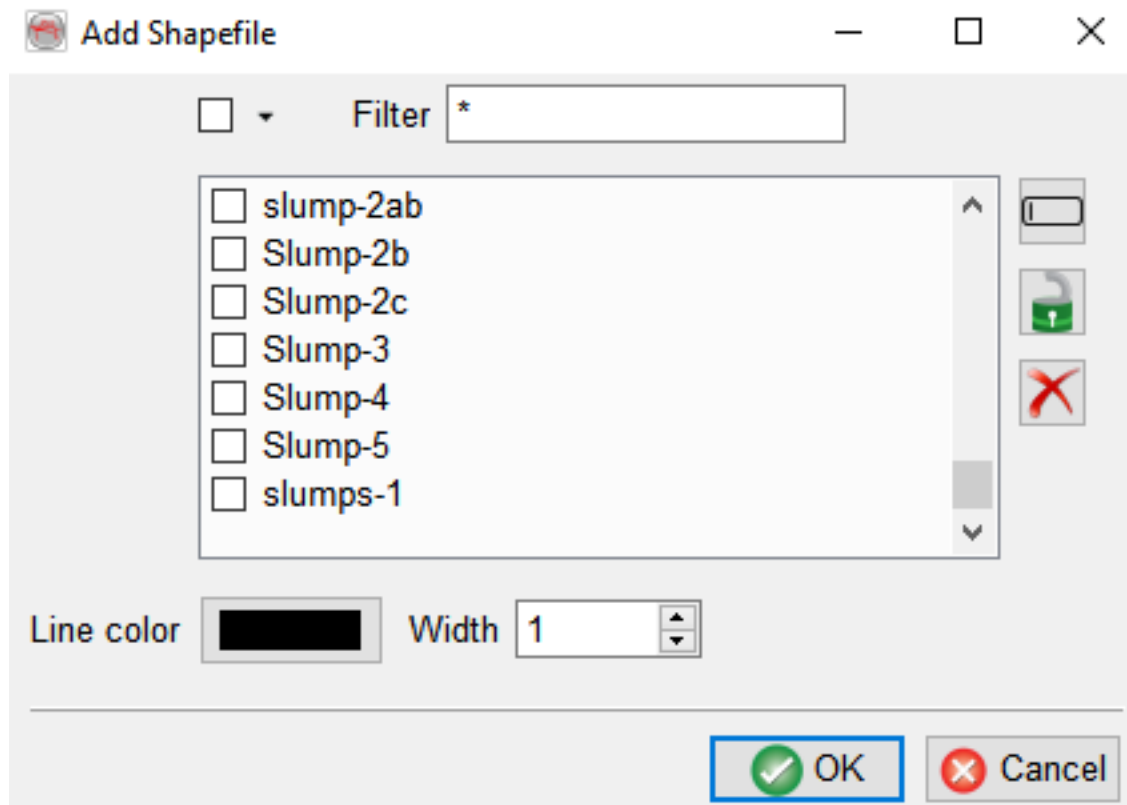 Add Shapefile
Filter *
slump-2ab
Slump-2b
Slump-2c
Slump-3
Slump-4
Slump-5
slumps-1
Line color Width 1
OK Cancel